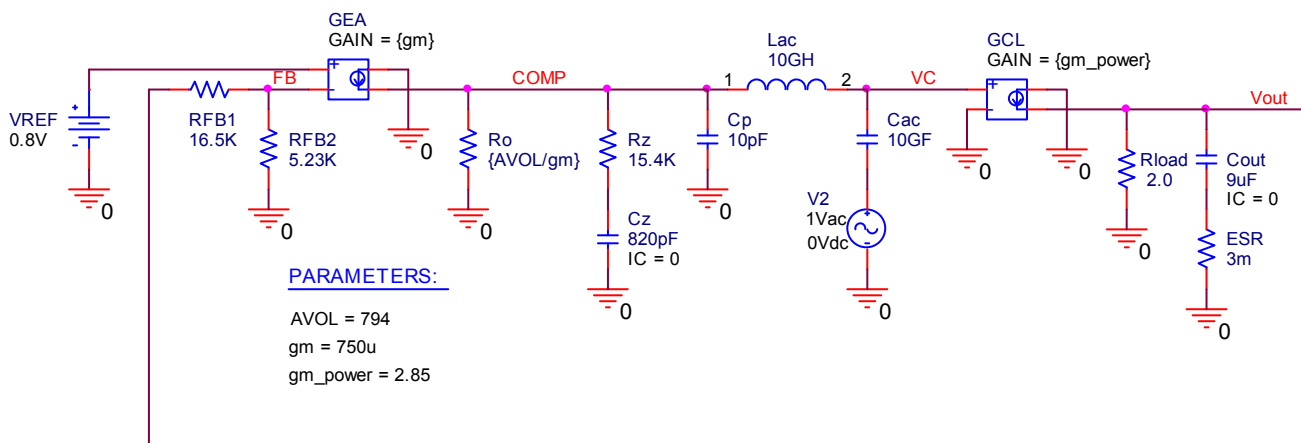 GEA
GAIN = {gm}
Lac
10GH
GCL
GAIN = {gm_power}
FB
COMP
1
2
VC
Vout
+
-
+
-
+
-
VREF
0.8V
RFB1
16.5K
RFB2
5.23K
Ro
{AVOL/gm}
Rz
15.4K
Cp
10pF
Cac
10GF
Rload
2.0
Cout
9uF
IC = 0
V2
1Vac
0Vdc
+
-
Cz
820pF
IC = 0
ESR
3m
0
0
0
0
0
0
0
0
0
0
0
PARAMETERS:
AVOL = 794
gm = 750u
gm_power = 2.85